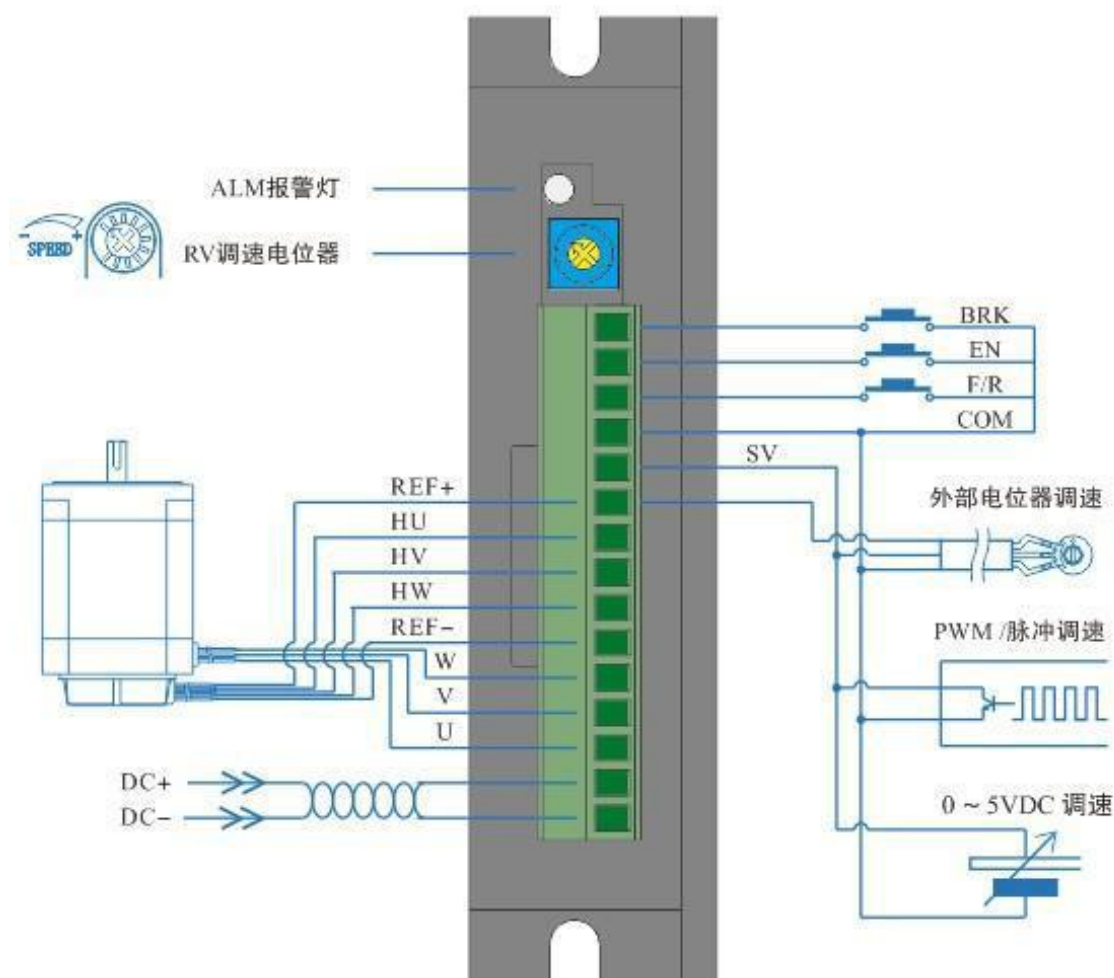 ALM报警灯
- SPEED +
RV调速电位器
BRK
EN
F/R
COM
SV
REF+
HU
HV
HW
REF-
W
V
U
DC+
DC-
外部电位器调速
PWM /脉冲调速
0 ~ 5VDC 调速